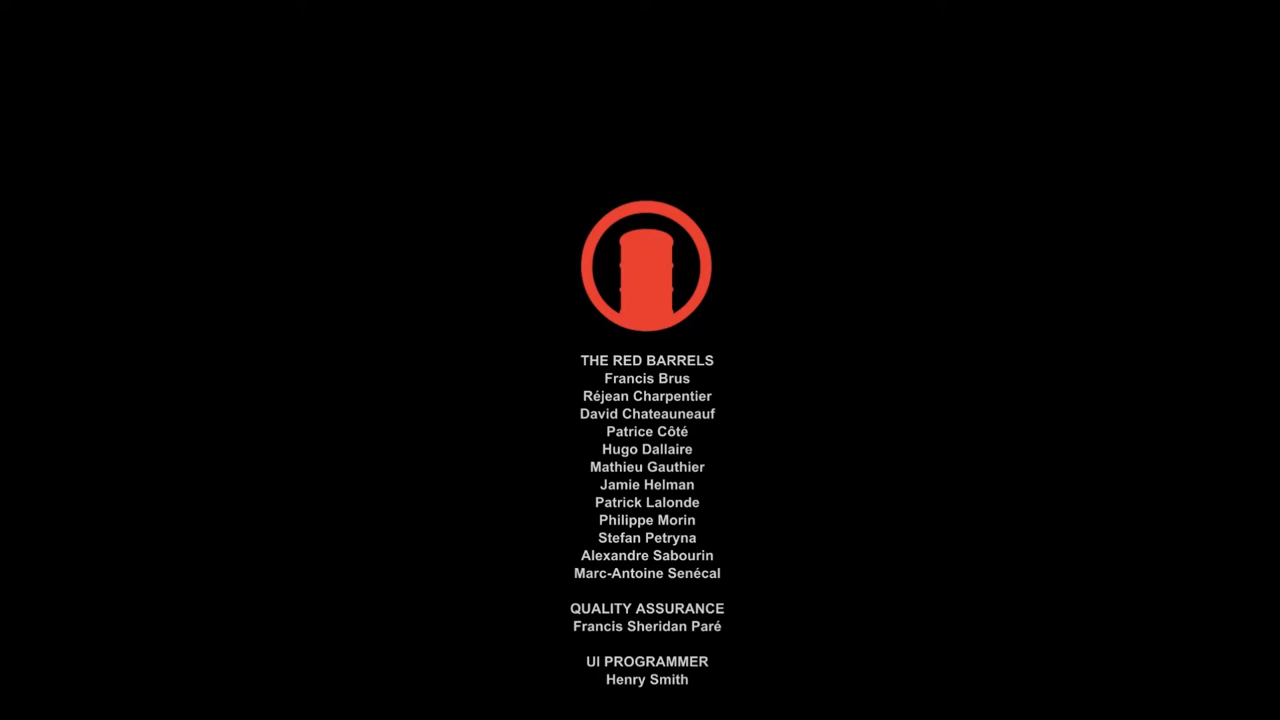 THE RED BARRELS
Francis Brus
Réjean Charpentier
David Chateauneuf
Patrice Côté
Hugo Dallaire
Mathieu Gauthier
Jamie Helman
Patrick Lalonde
Philippe Morin
Stefan Petryna
Alexandre Sabourin
Marc-Antoine Senécal
QUALITY ASSURANCE
Francis Sheridan Paré
UI PROGRAMMER
Henry Smith